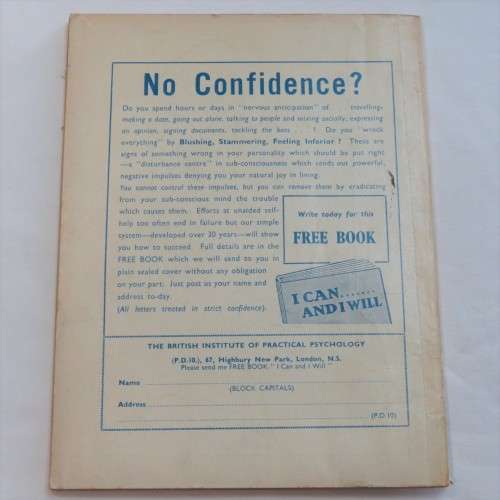 No Confidence?
Do you spend hours or days in "nervous anticipation" of . . . travelling,
making a date, going out alone, talking to people and mixing socially, expressing
an opinion, signing documents, tackling the boss . . . ? Do you "wreck
everything" by Blushing, Stammering, Feeling Inferior? These are
signs of something wrong in your personality which should be put right
—a "disturbance centre" in sub-consciousness which sends out powerful,
negative impulses denying you your natural joy in living.
You cannot control these impulses, but you can remove them by eradicating
from your sub-conscious mind the trouble
which causes them. Efforts at unaided self-
help too often end in failure but our simple
system—developed over 20 years—will show
you how to succeed. Full details are in the
FREE BOOK which we will send to you in
plain sealed cover without any obligation
on your part. Just post us your name and
address to-day.
(All letters treated in strict confidence).
Write today for this
FREE BOOK
I CAN......
AND I WILL
THE BRITISH INSTITUTE OF PRACTICAL PSYCHOLOGY
(P.D.10,), 67, Highbury New Park, London, N.5.
Please send me FREE BOOK. "I Can and I Will"
Name
(BLOCK CAPITALS)
Address
(P.D.17)